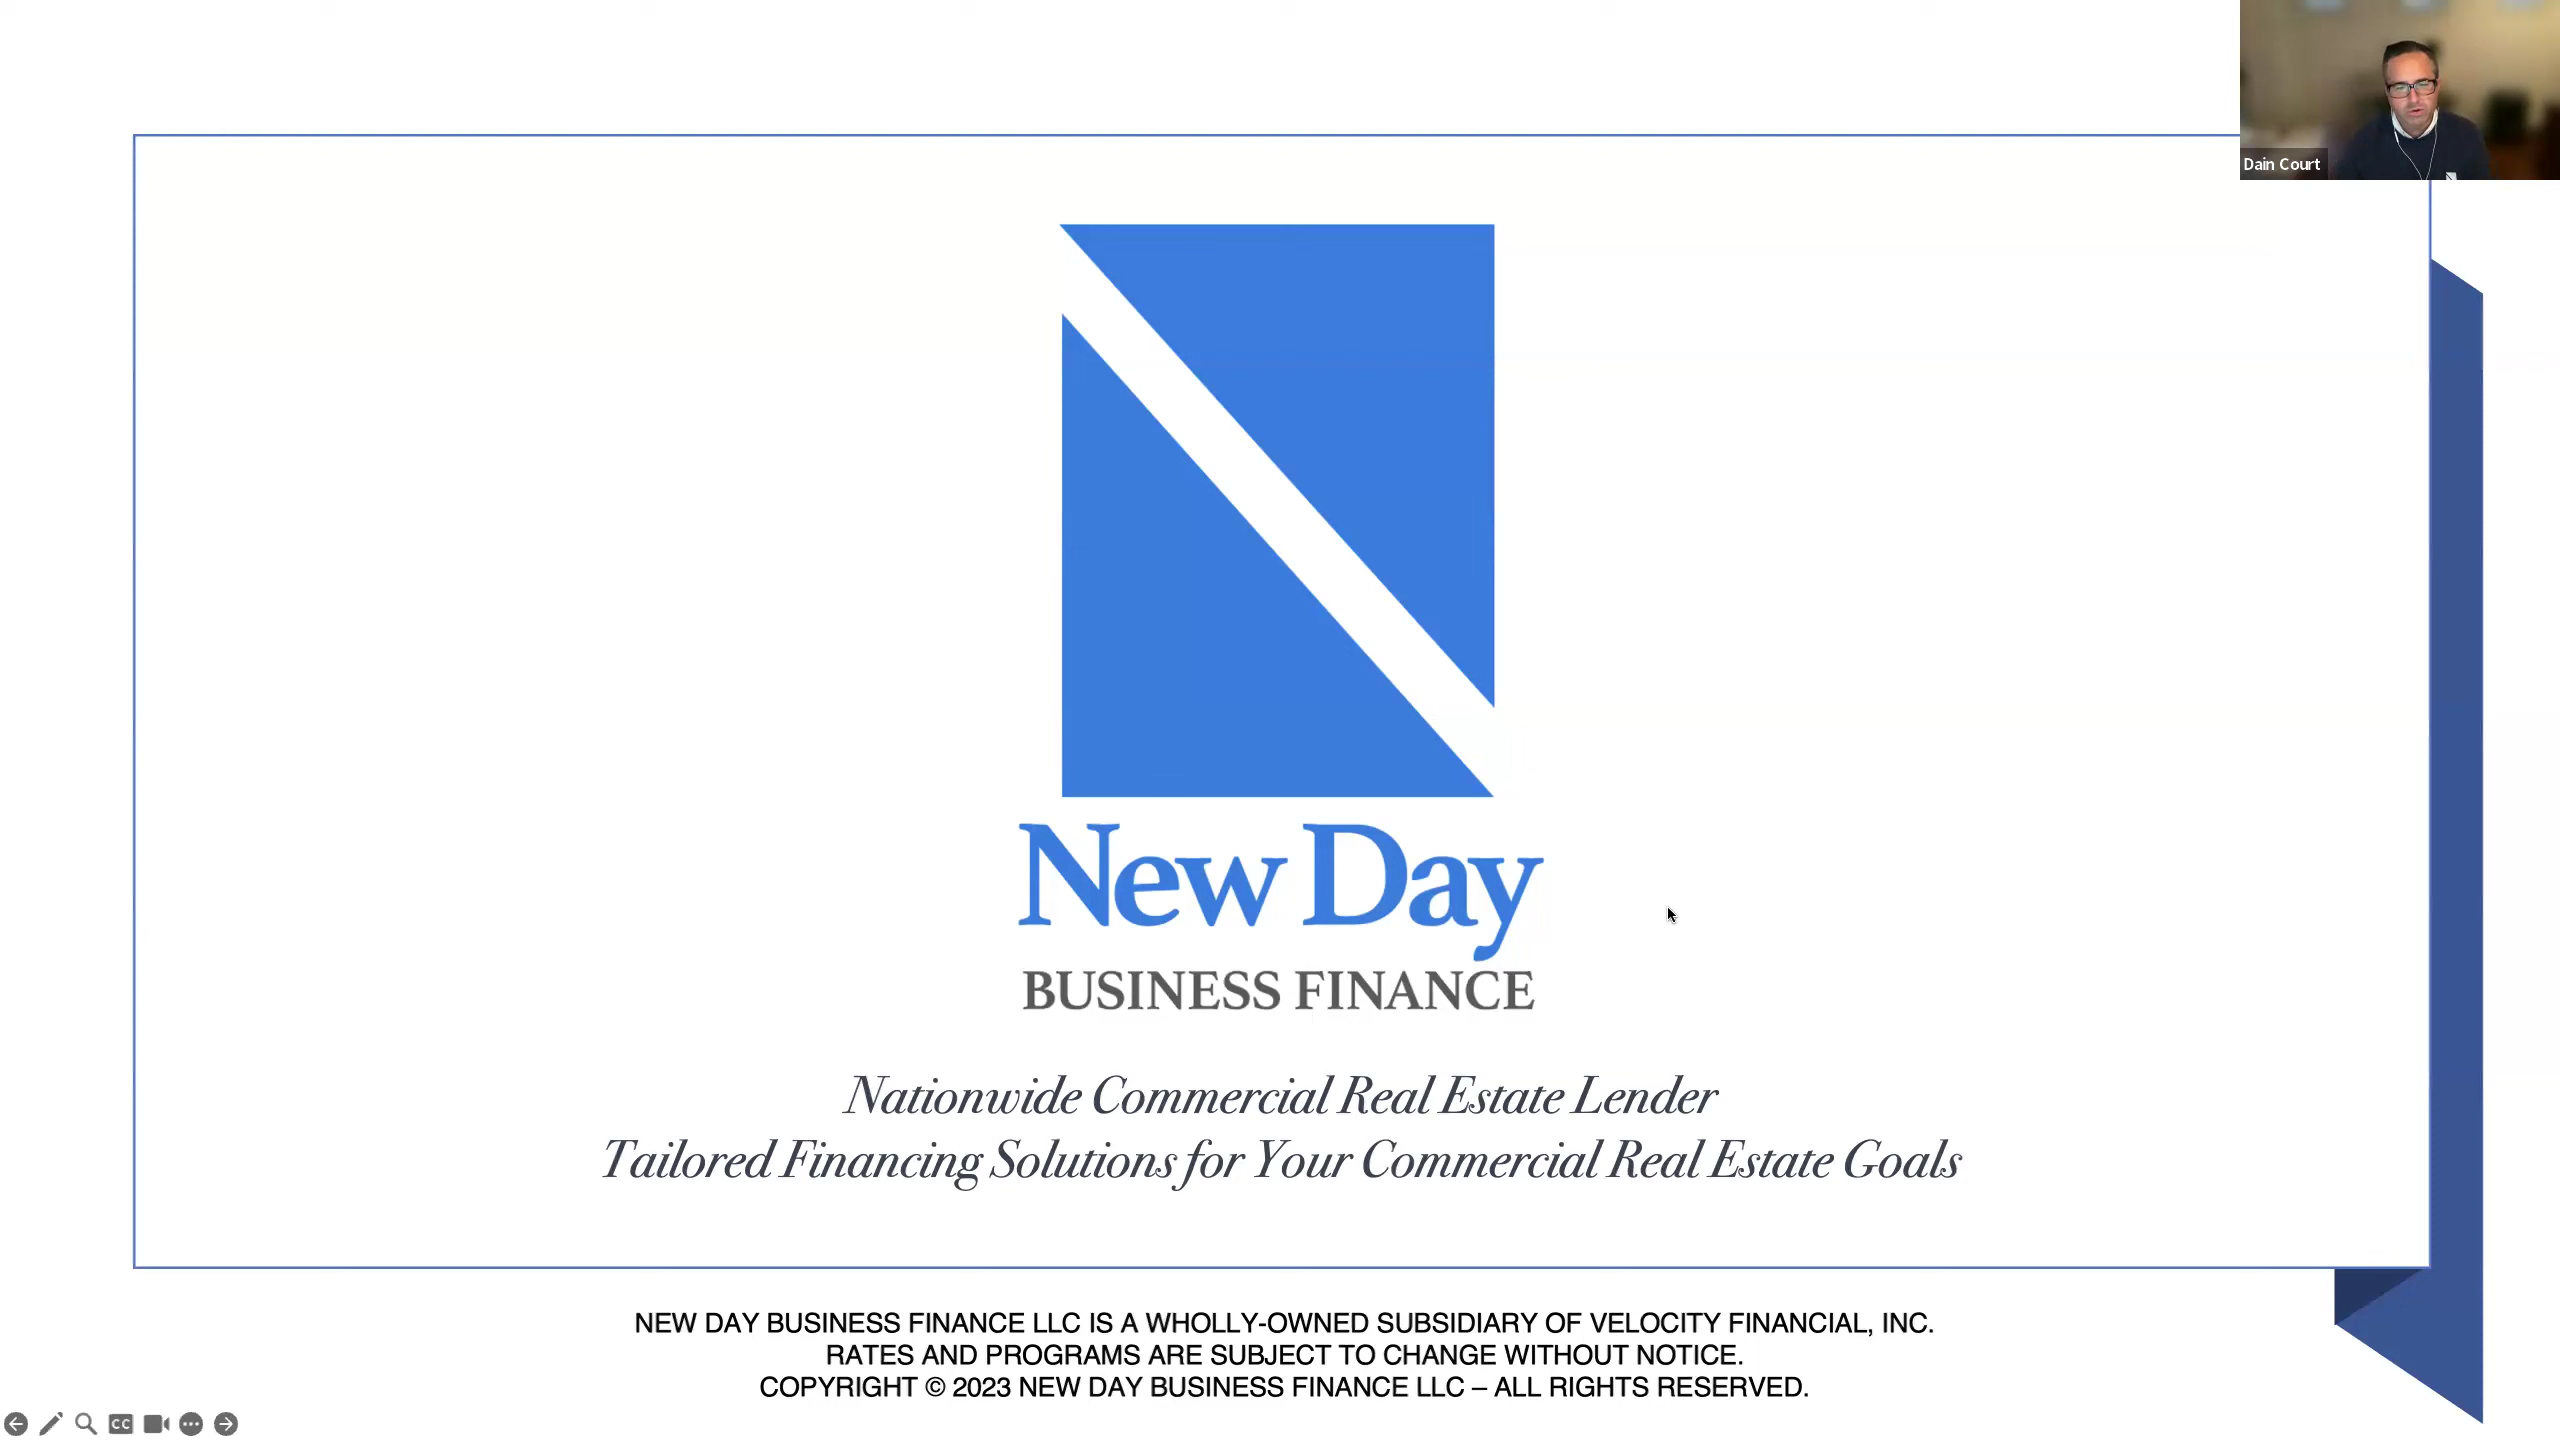 Dain Court
New Day
BUSINESS FINANCE
Nationwide Commercial Real Estate Lender
Tailored Financing Solutions for Your Commercial Real Estate Goals
NEW DAY BUSINESS FINANCE LLC IS A WHOLLY-OWNED SUBSIDIARY OF VELOCITY FINANCIAL, INC.
RATES AND PROGRAMS ARE SUBJECT TO CHANGE WITHOUT NOTICE.
COPYRIGHT © 2023 NEW DAY BUSINESS FINANCE LLC – ALL RIGHTS RESERVED.
CC